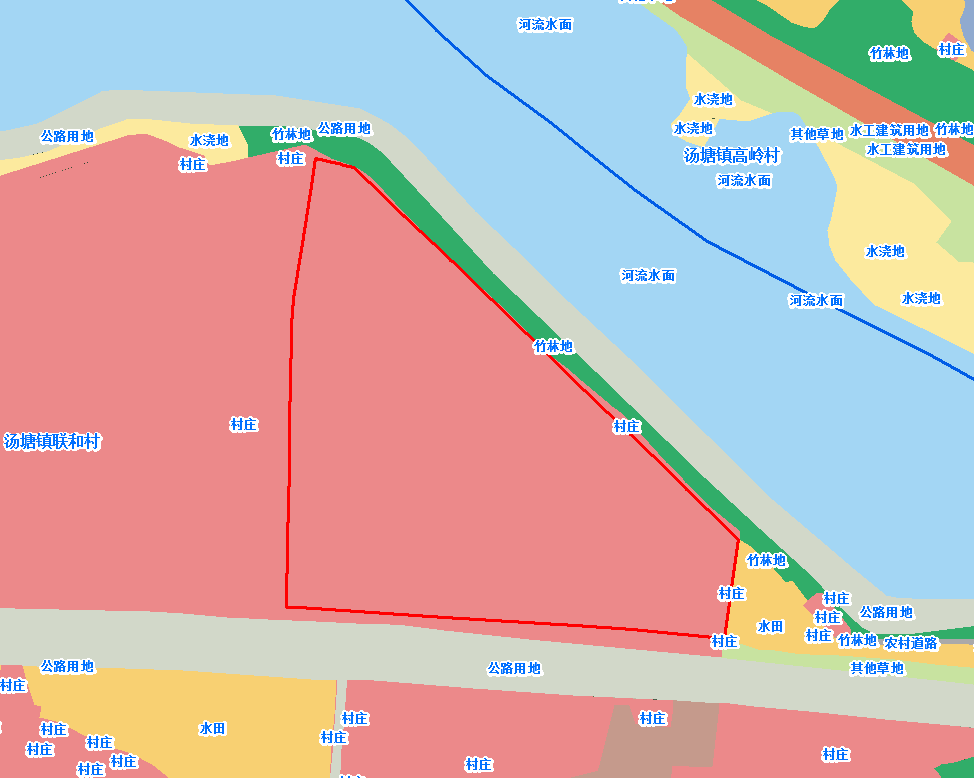 河流水面
竹林地
村庄
水浇地
公路用地
水浇地
竹林地
公路用地
水浇地
其他草地
水工建筑用地
竹林地
水工建筑用地
村庄
村庄
汤塘镇高岭村
河流水面
水浇地
河流水面
河流水面
水浇地
竹林地
村庄
村庄
汤塘镇联和村
竹林地
村庄
村庄
村庄
公路用地
水田
村庄
村庄
竹林地
农村道路
公路用地
公路用地
其他草地
村庄
村庄
村庄
水田
村庄
村庄
村庄
村庄
村庄
村庄
村庄
村庄